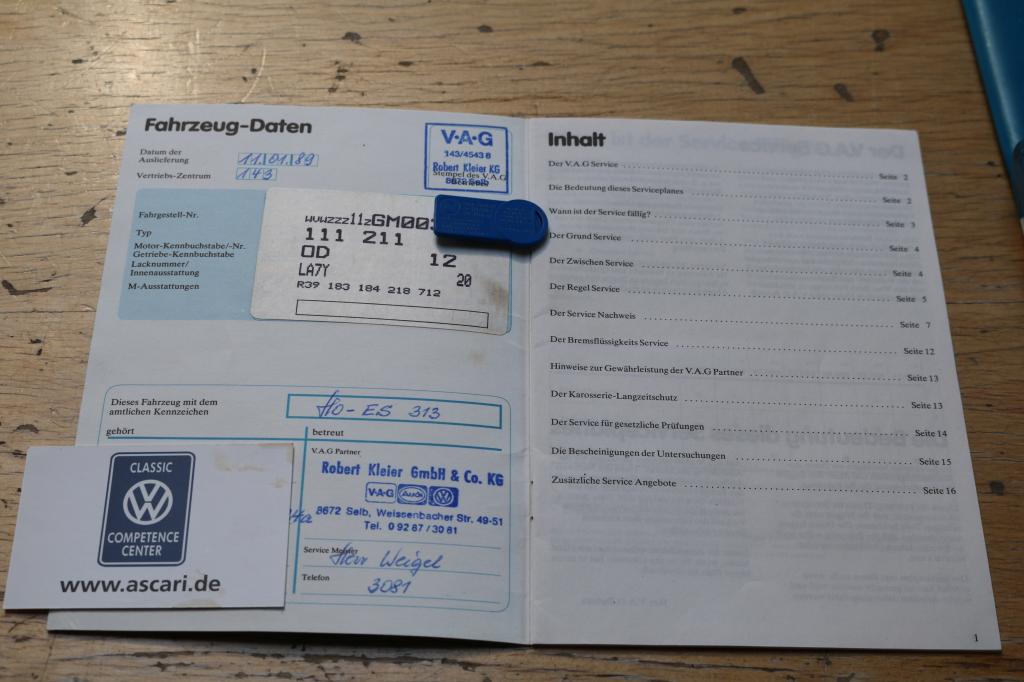 Fahrzeug-Daten
Datum der
Auslieferung
11 01 89
Vertriebs-Zentrum
143
V·A·G
143/4543 8
Robert Kleier KG
8672 Selb
Stempel des V.A.G
Betriebes
Fahrgestell-Nr.
WVWZZZ11ZGM00
Typ
111 211
Motor-Kennbuchstabe/-Nr.
Getriebe-Kennbuchstabe
OD
12
Lacknummer/
Innenausstattung
LA7Y
20
M-Ausstattungen
R39 183 184 218 712
Dieses Fahrzeug mit dem
amtlichen Kennzeichen
HO-ES 313
gehört
betreut
V.A.G Partner
Robert Kleier GmbH & Co. KG
V·A·G Audi VW
8672 Selb, Weissenbacher Str. 49-51
Tel. 0 92 87 / 30 81
Service Meister
Herr Weigel
Telefon
3081
CLASSIC
VW
COMPETENCE
CENTER
www.ascari.de
Inhalt
Der V.A.G Service Seite 2
Die Bedeutung dieses Serviceplanes Seite 2
Wann ist der Service fällig? Seite 3
Der Grund Service Seite 4
Der Zwischen Service Seite 4
Der Regel Service Seite 5
Der Service Nachweis Seite 7
Der Bremsflüssigkeits Service Seite 12
Hinweise zur Gewährleistung der V.A.G Partner Seite 13
Der Karosserie-Langzeitschutz Seite 13
Der Service für gesetzliche Prüfungen Seite 14
Die Bescheinigungen der Untersuchungen Seite 15
Zusätzliche Service Angebote Seite 16
1